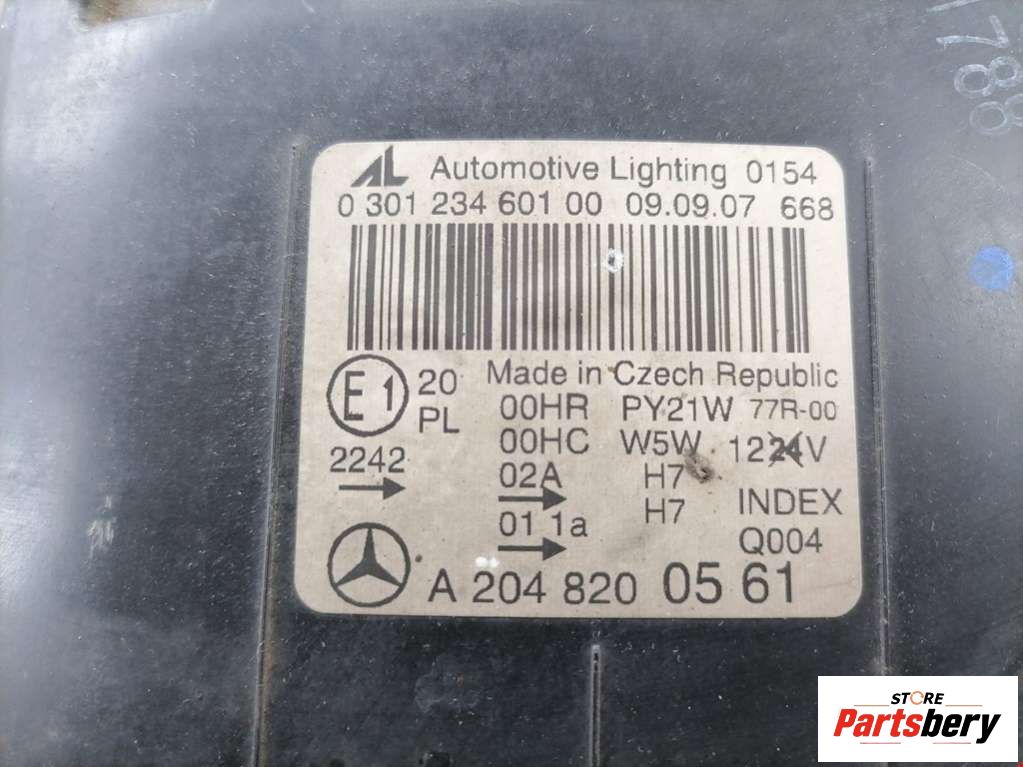 AL Automotive Lighting 0154
0 301 234 601 00 09.09.07 668
Made in Czech Republic
E1 20 PL
00HR PY21W 77R-00
00HC W5W 1224V
2242
02A H7
01 1a H7
INDEX Q004
A 204 820 05 61
STORE
Partsbery